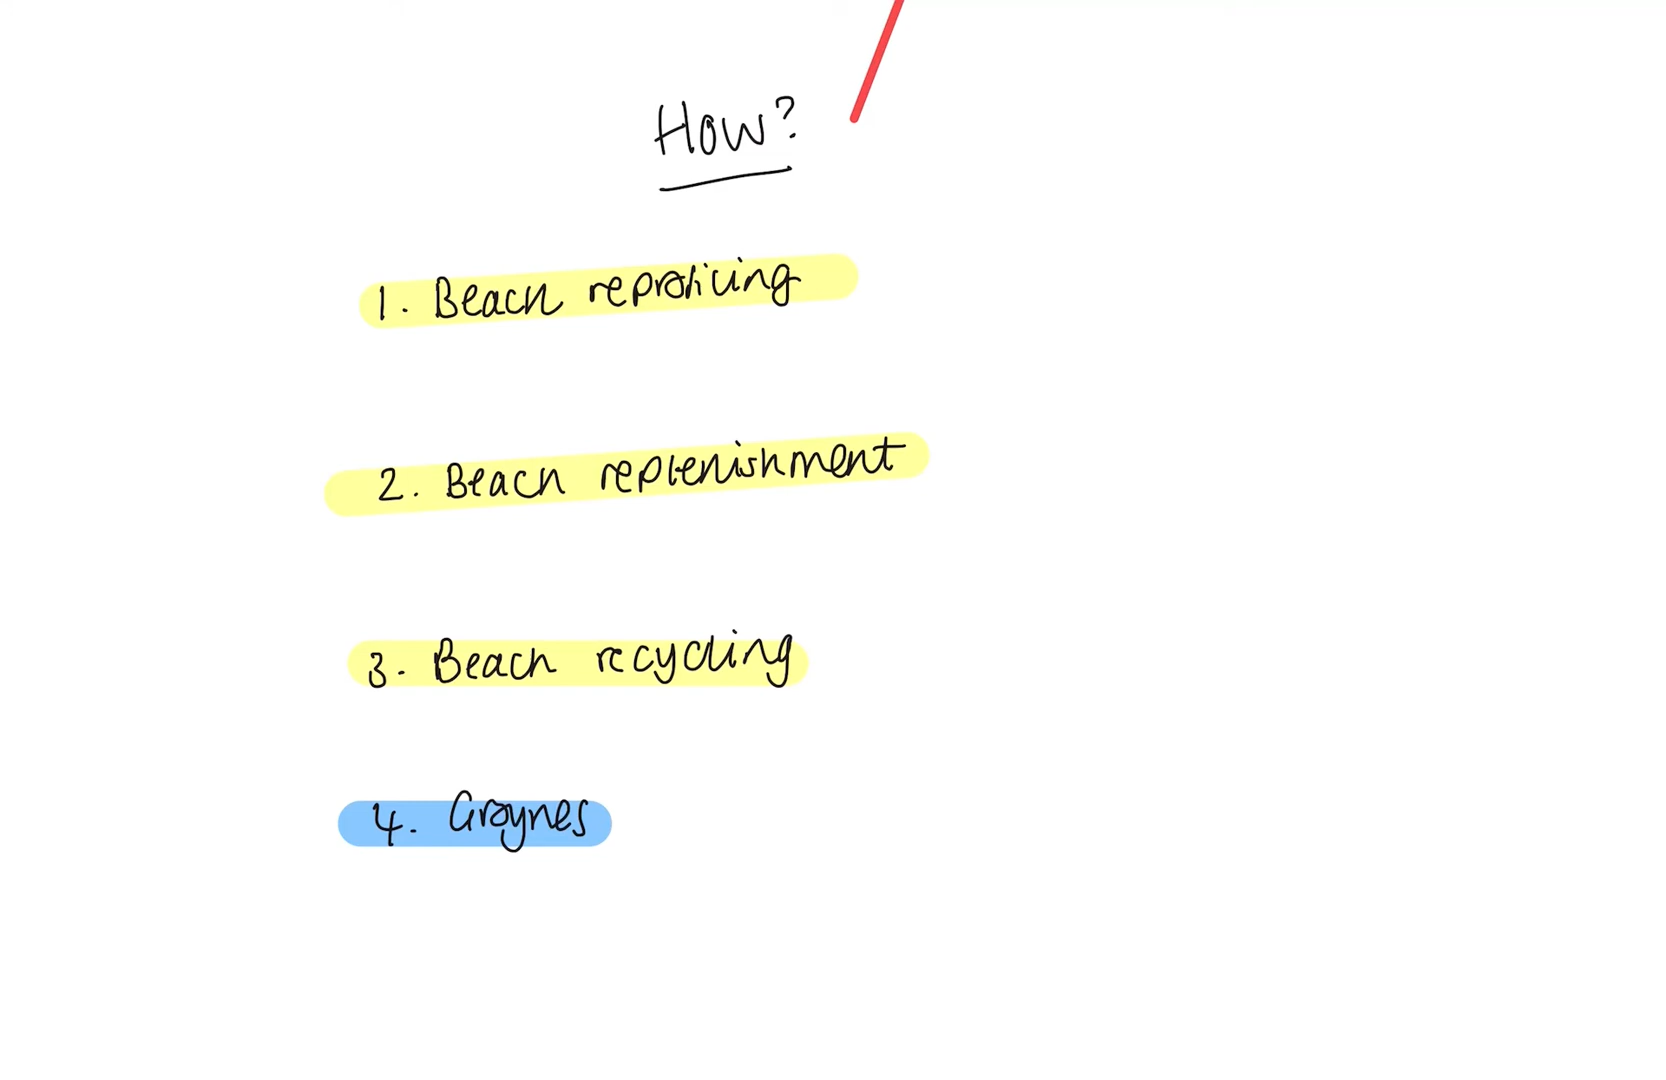 How?
1. Beach reprofiling
2. Beach replenishment
3. Beach recycling
4. Groynes